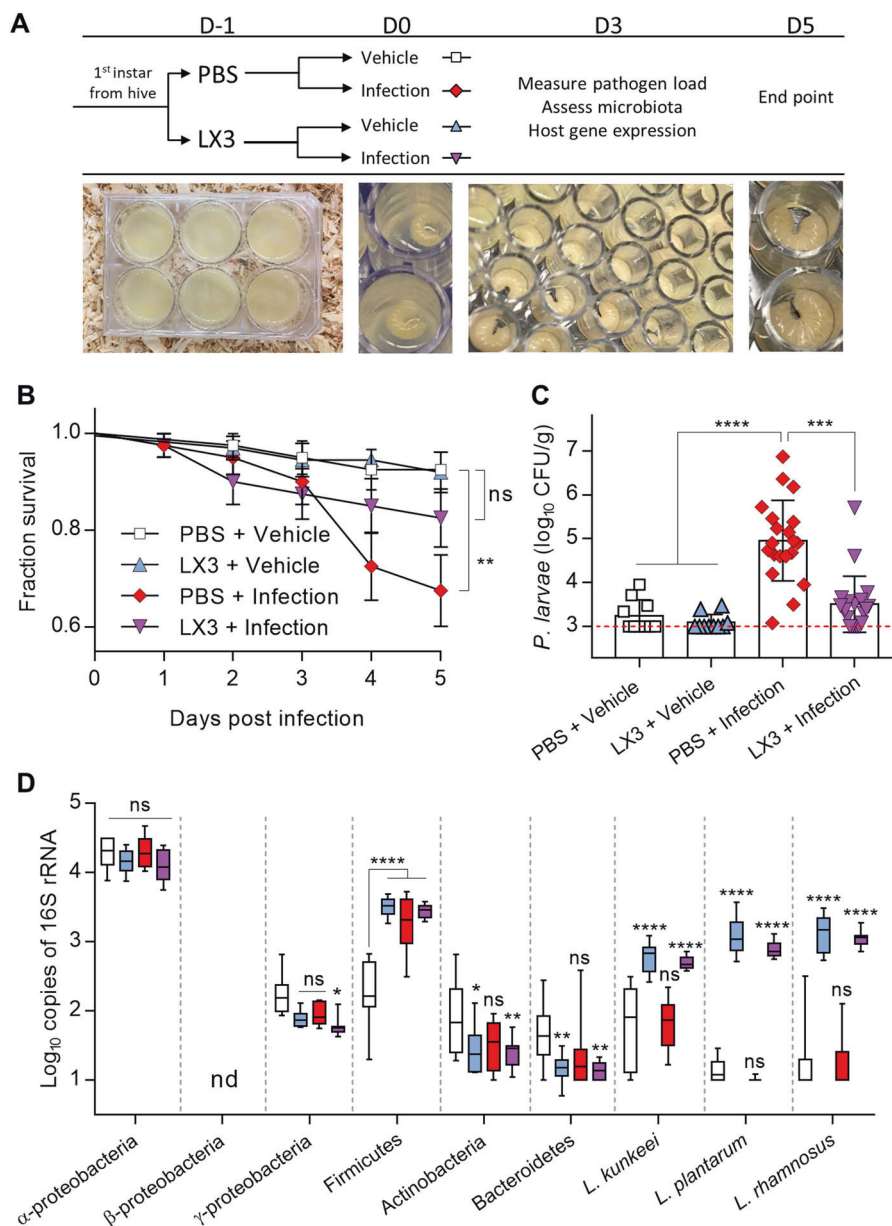 A
D-1 D0 D3 D5
1st instar
from hive
PBS
LX3
Vehicle
Infection
Vehicle
Infection
Measure pathogen load
Assess microbiota
Host gene expression
End point
B
Fraction survival
1.0
0.8
0.6
0 1 2 3 4 5
Days post infection
PBS + Vehicle
LX3 + Vehicle
PBS + Infection
LX3 + Infection
ns
**
C
P. larvae (log10 CFU/g)
7
6
5
4
3
3
**** ***
PBS + Vehicle
LX3 + Vehicle
PBS + Infection
LX3 + Infection
D
Log10 copies of 16S rRNA
5
4
3
2
1
ns
nd
ns *
****
* ns **
** ns **
**** ns ****
**** ns ****
**** ns ****
α-proteobacteria
β-proteobacteria
γ-proteobacteria
Firmicutes
Actinobacteria
Bacteroidetes
L. kunkeei
L. plantarum
L. rhamnosus